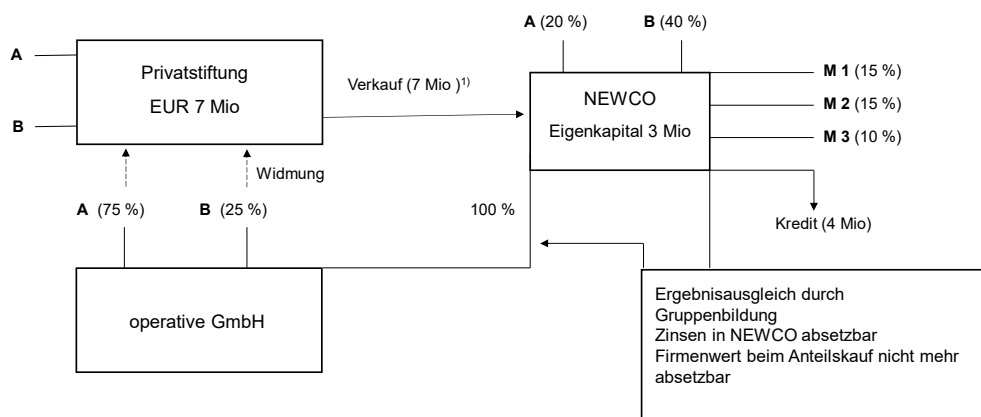 A (20 %)
B (40 %)
A
Privatstiftung
EUR 7 Mio
B
Verkauf (7 Mio )¹⁾
NEWCO
Eigenkapital 3 Mio
M 1 (15 %)
M 2 (15 %)
M 3 (10 %)
Widmung
A (75 %)
B (25 %)
100 %
Kredit (4 Mio)
operative GmbH
Ergebnisausgleich durch
Gruppenbildung
Zinsen in NEWCO absetzbar
Firmenwert beim Anteilskauf nicht mehr
absetzbar